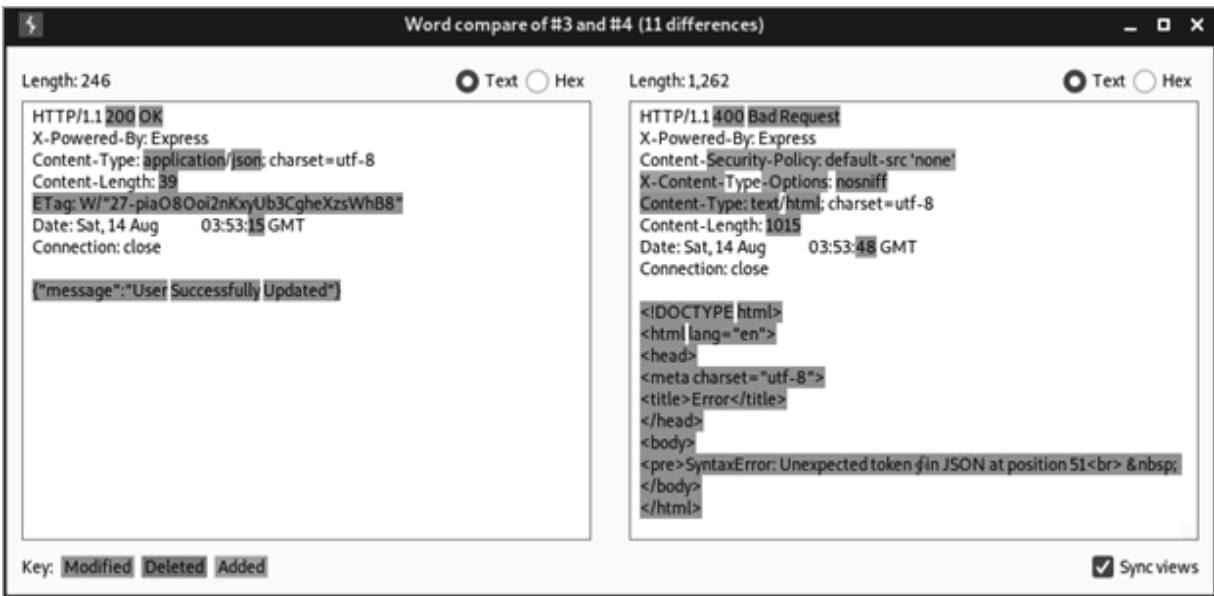 Word compare of #3 and #4 (11 differences)
Length: 246
Text
Hex
HTTP/1.1 200 OK
X-Powered-By: Express
Content-Type: application/json; charset=utf-8
Content-Length: 39
ETag: W/"27-piaO8Ooi2nKxyUb3CgheXzsWhB8"
Date: Sat, 14 Aug 03:53:15 GMT
Connection: close
{"message":"User Successfully Updated"}
Length: 1,262
Text
Hex
HTTP/1.1 400 Bad Request
X-Powered-By: Express
Content-Security-Policy: default-src 'none'
X-Content-Type-Options: nosniff
Content-Type: text/html; charset=utf-8
Content-Length: 1015
Date: Sat, 14 Aug 03:53:48 GMT
Connection: close
<!DOCTYPE html>
<html lang="en">
<head>
<meta charset="utf-8">
<title>Error</title>
</head>
<body>
<pre>SyntaxError: Unexpected token in JSON at position 51<br> &nbsp;
</body>
</html>
Key: Modified Deleted Added
Sync views